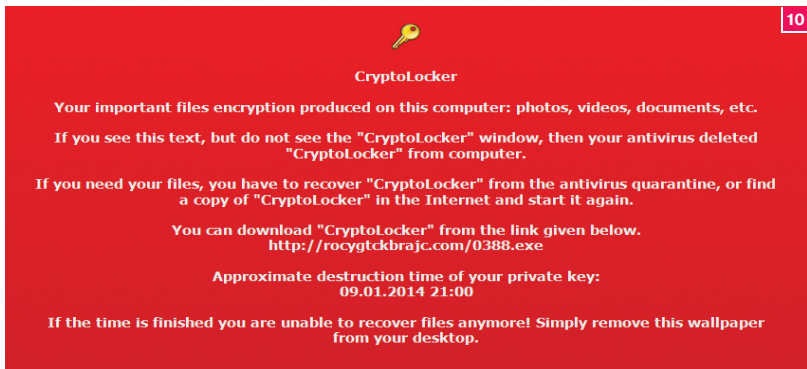 10
CryptoLocker
Your important files encryption produced on this computer: photos, videos, documents, etc.
If you see this text, but do not see the "CryptoLocker" window, then your antivirus deleted
"CryptoLocker" from computer.
If you need your files, you have to recover "CryptoLocker" from the antivirus quarantine, or find
a copy of "CryptoLocker" in the Internet and start it again.
You can download "CryptoLocker" from the link given below.
http://rocygtckbrajc.com/0388.exe
Approximate destruction time of your private key:
09.01.2014 21:00
If the time is finished you are unable to recover files anymore! Simply remove this wallpaper
from your desktop.